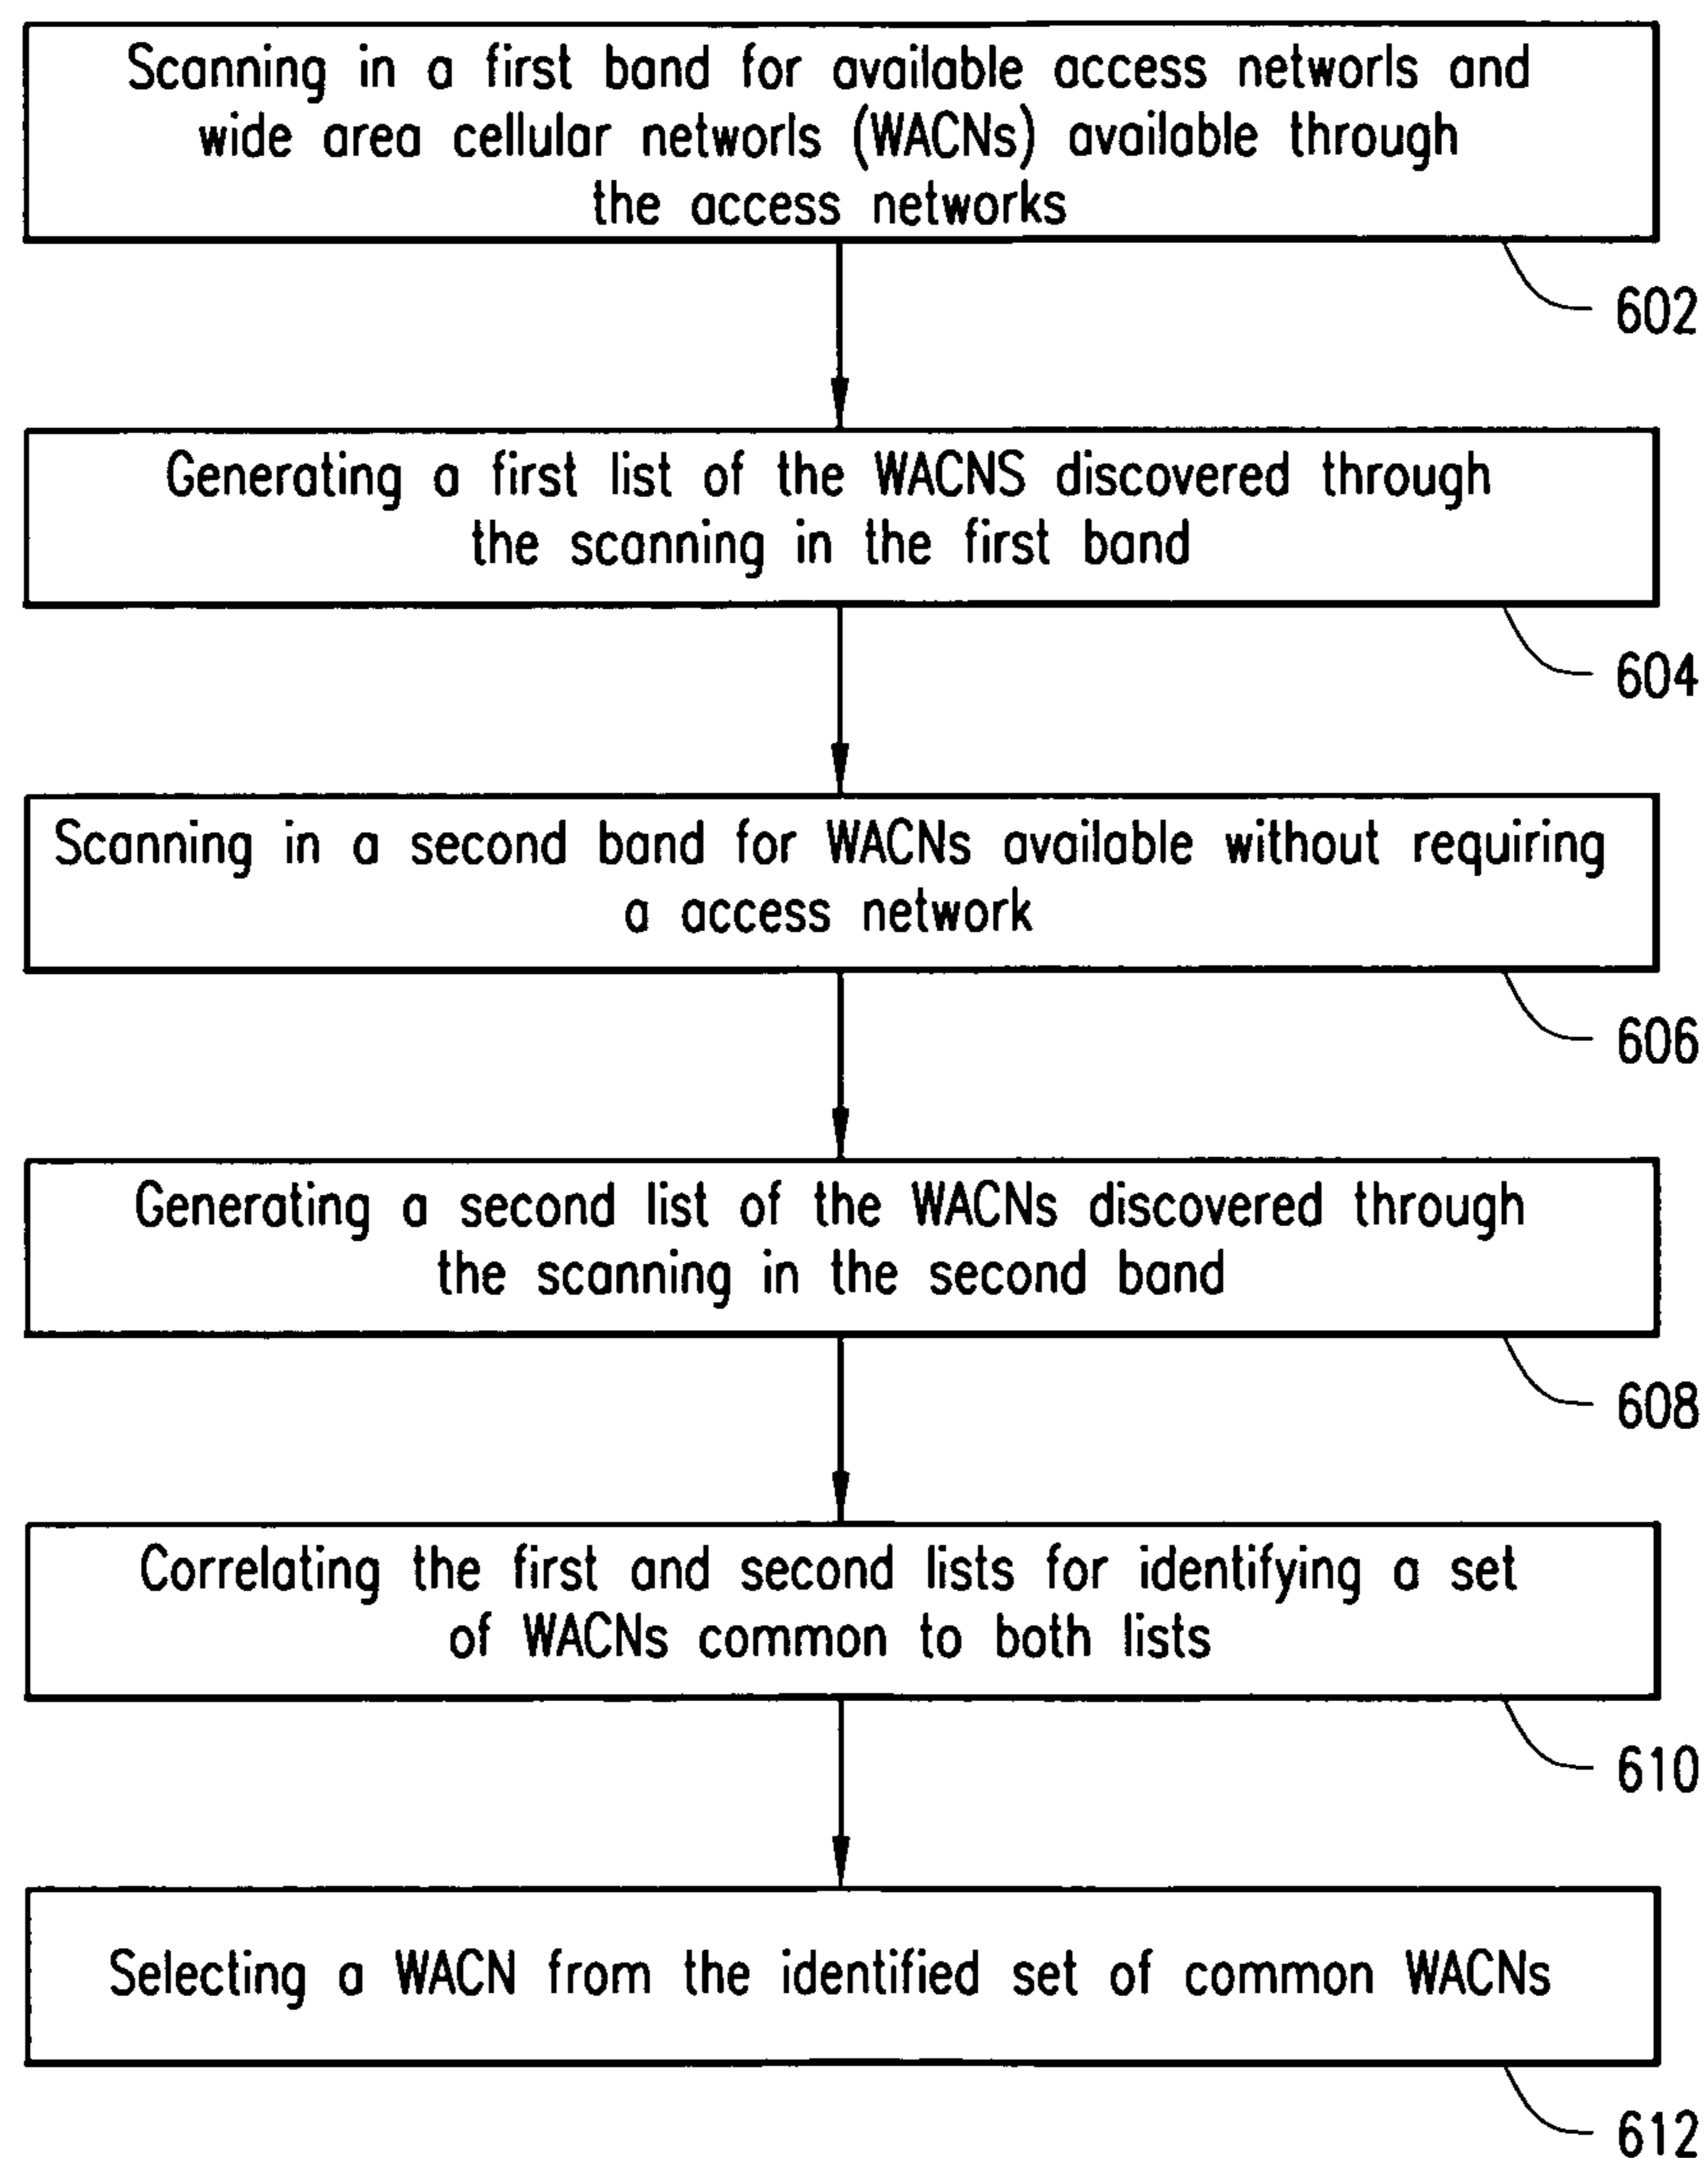 Scanning in a first band for available access networls and
wide area cellular networls (WACNs) available through
the access networks
602
Generating a first list of the WACNS discovered through
the scanning in the first band
604
Scanning in a second band for WACNs available without requiring
a access network
606
Generating a second list of the WACNs discovered through
the scanning in the second band
608
Correlating the first and second lists for identifying a set
of WACNs common to both lists
610
Selecting a WACN from the identified set of common WACNs
612